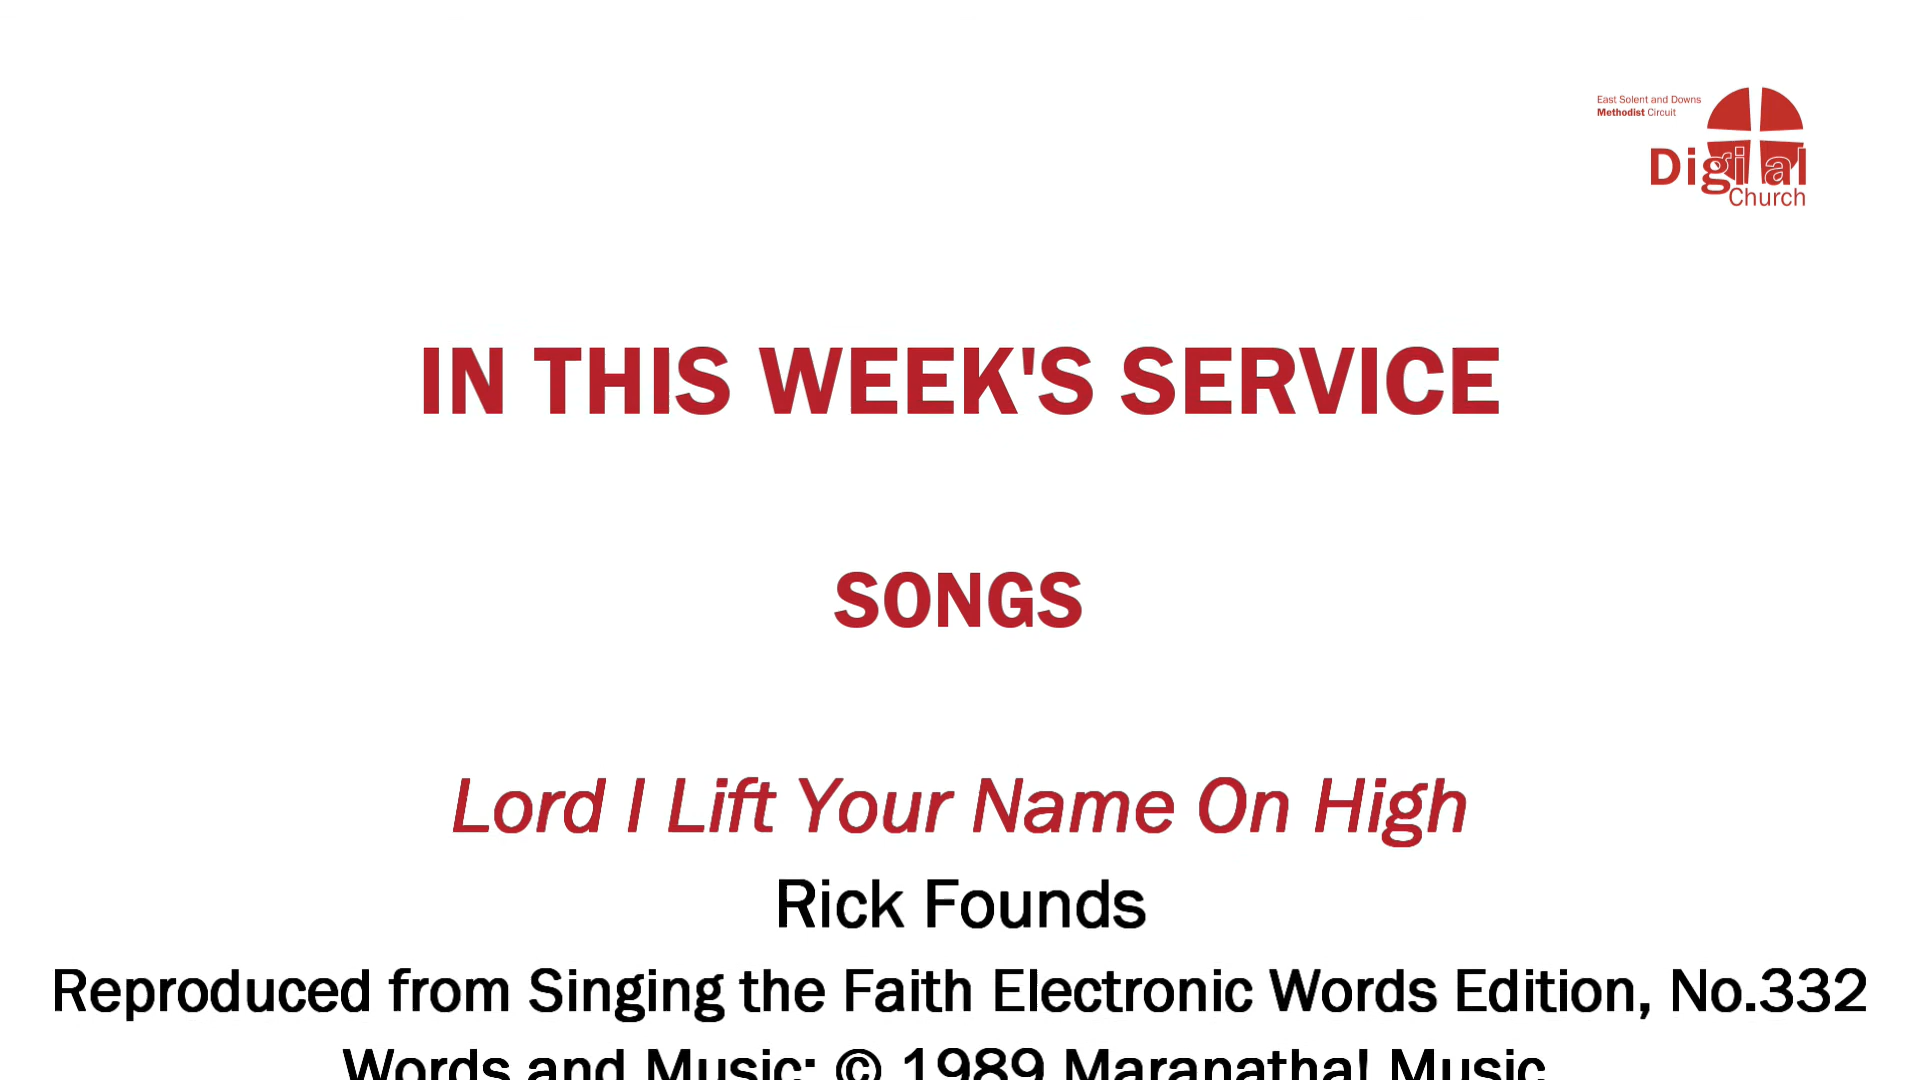 East Solent and Downs
Methodist Circuit
Digital
Church
IN THIS WEEK'S SERVICE
SONGS
Lord I Lift Your Name On High
Rick Founds
Reproduced from Singing the Faith Electronic Words Edition, No.332
Words and Music: © 1989 Maranatha! Music